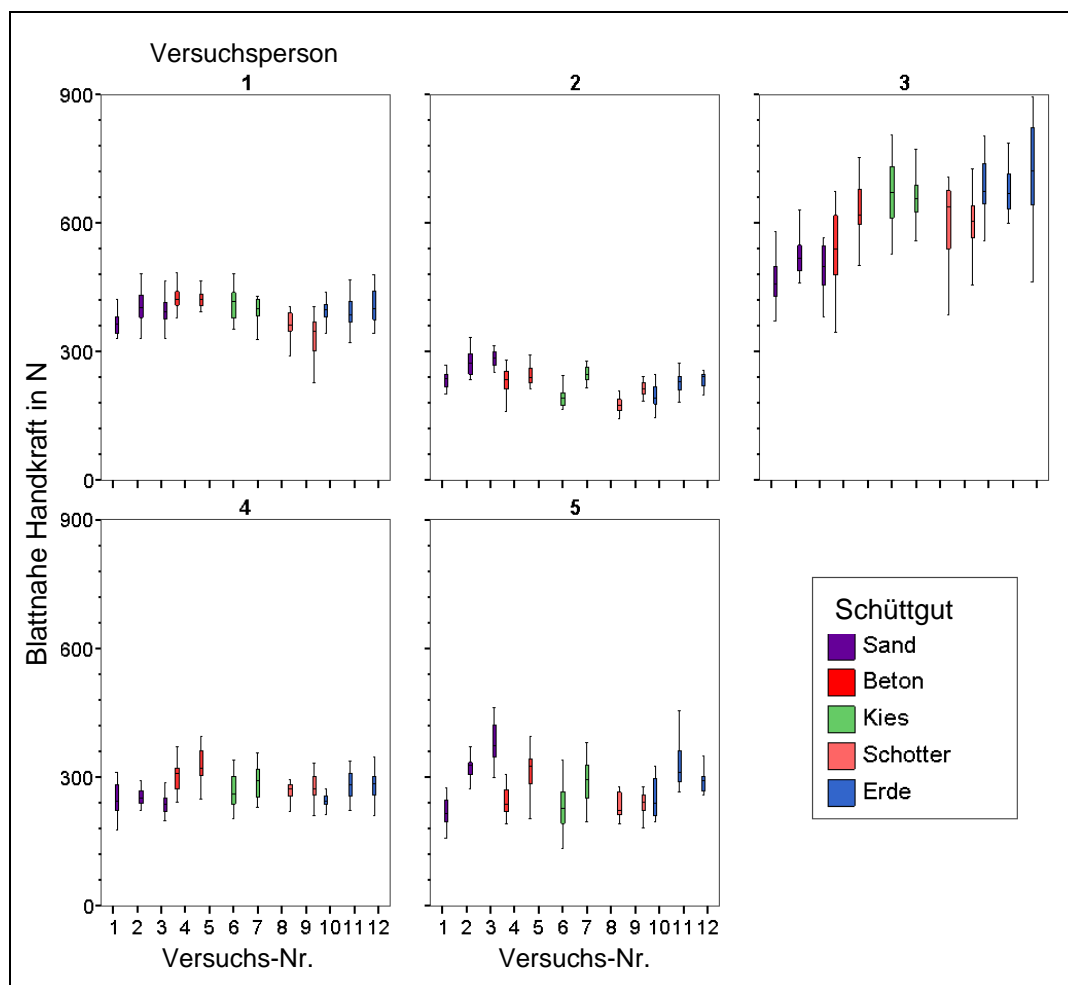 Versuchsperson
1 2 3
900
600
300
0
Blattnahe Handkraft in N
4 5
900
600
300
0
Schüttgut
Sand
Beton
Kies
Schotter
Erde
1 2 3 4 5 6 7 8 9 10 11 12 1 2 3 4 5 6 7 8 9 10 11 12
Versuchs-Nr. Versuchs-Nr.